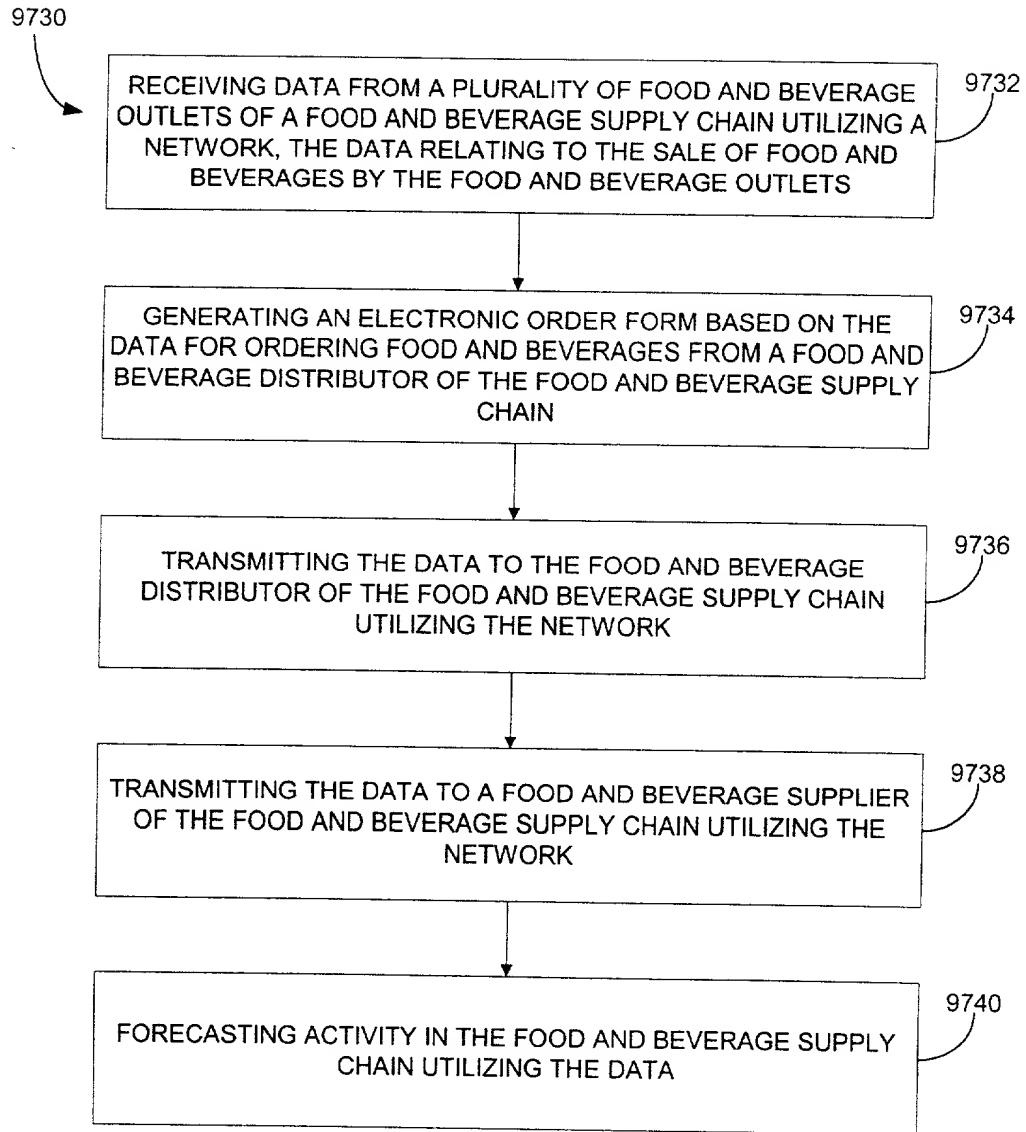 9730
RECEIVING DATA FROM A PLURALITY OF FOOD AND BEVERAGE
OUTLETS OF A FOOD AND BEVERAGE SUPPLY CHAIN UTILIZING A
NETWORK, THE DATA RELATING TO THE SALE OF FOOD AND
BEVERAGES BY THE FOOD AND BEVERAGE OUTLETS
9732
GENERATING AN ELECTRONIC ORDER FORM BASED ON THE
DATA FOR ORDERING FOOD AND BEVERAGES FROM A FOOD AND
BEVERAGE DISTRIBUTOR OF THE FOOD AND BEVERAGE SUPPLY
CHAIN
9734
TRANSMITTING THE DATA TO THE FOOD AND BEVERAGE
DISTRIBUTOR OF THE FOOD AND BEVERAGE SUPPLY CHAIN
UTILIZING THE NETWORK
9736
TRANSMITTING THE DATA TO A FOOD AND BEVERAGE SUPPLIER
OF THE FOOD AND BEVERAGE SUPPLY CHAIN UTILIZING THE
NETWORK
9738
FORECASTING ACTIVITY IN THE FOOD AND BEVERAGE SUPPLY
CHAIN UTILIZING THE DATA
9740